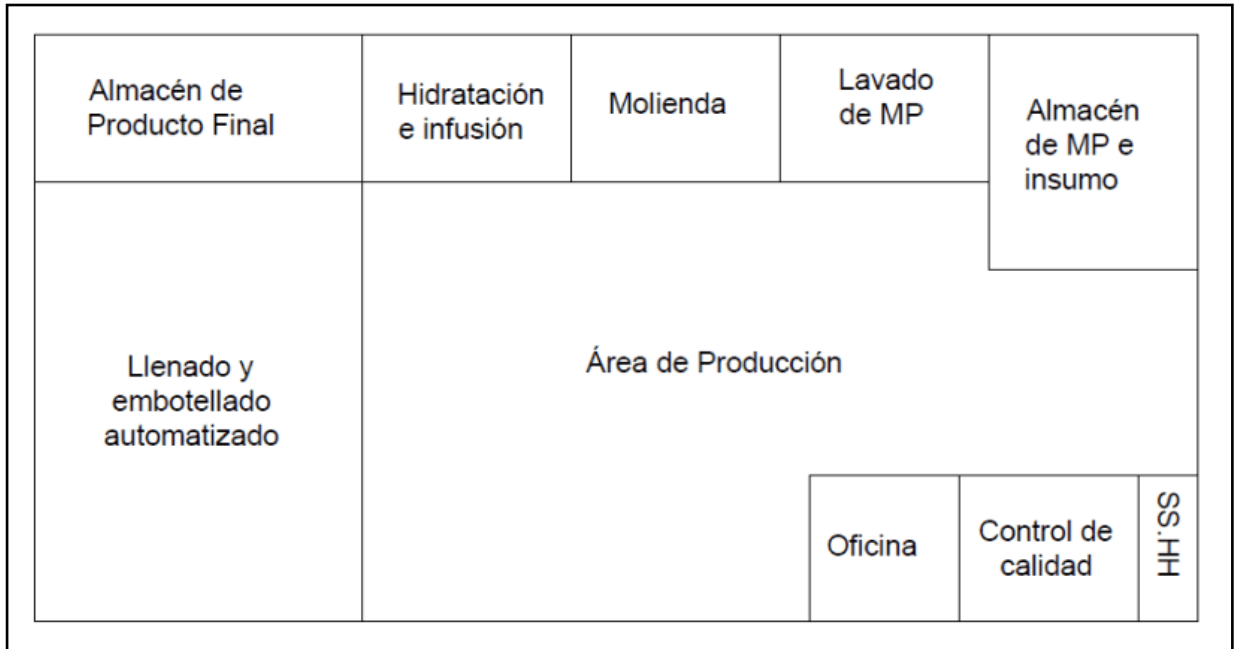 Almacén de
Producto Final
Hidratación
e infusión
Molienda
Lavado
de MP
Almacén
de MP e
insumo
Llenado y
embotellado
automatizado
Área de Producción
Oficina
Control de
calidad
SS.HH